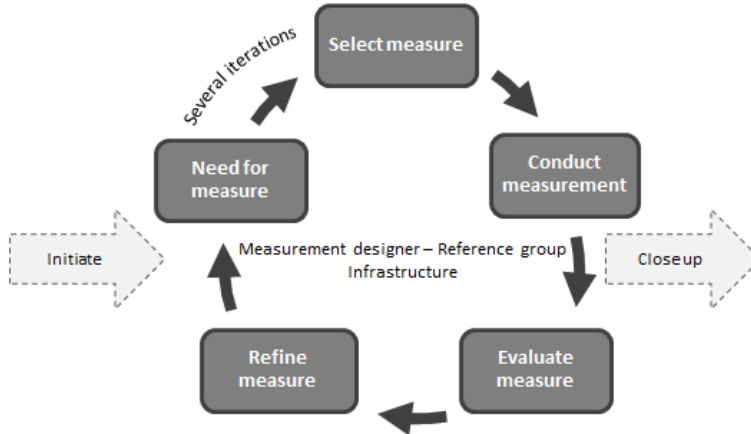 Several iterations
Select measure
Need for
measure
Conduct
measurement
Initiate
Measurement designer – Reference group
Infrastructure
Close up
Refine
measure
Evaluate
measure